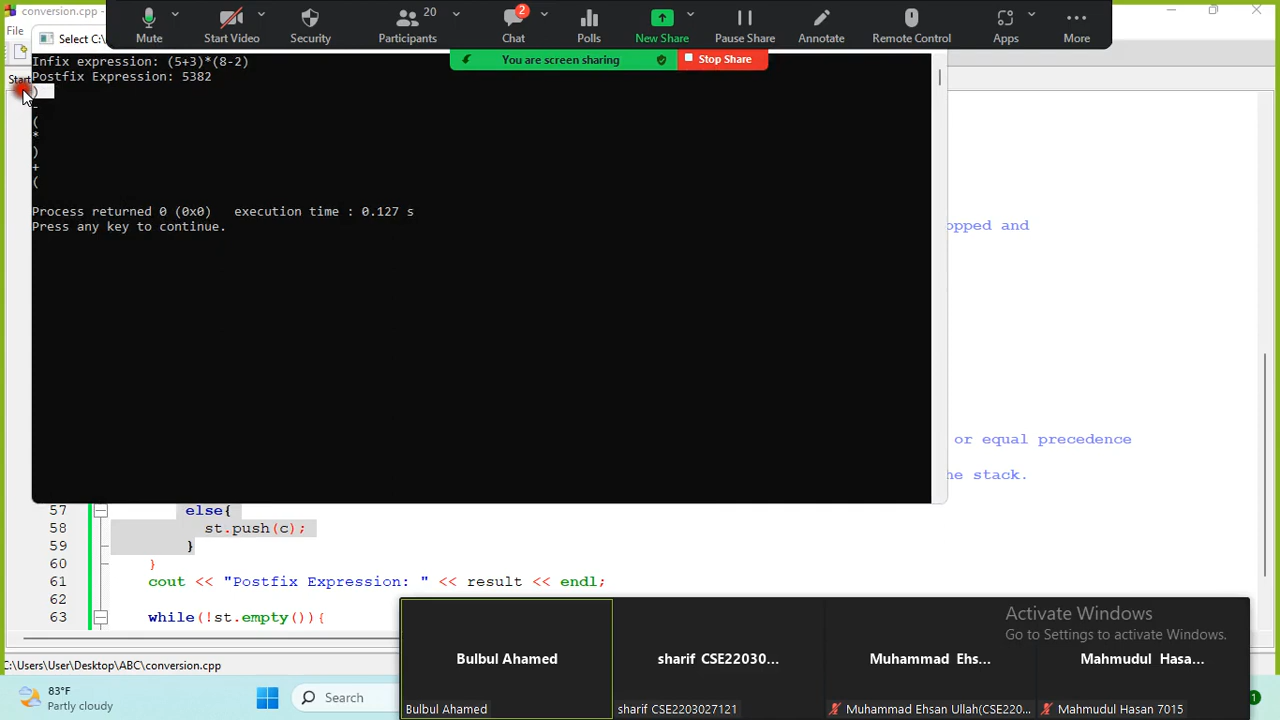 conversion.cpp -
Mute
Start Video
20
Participants
Security
2
Chat
Polls
New Share
Pause Share
Annotate
Remote Control
Apps
More
File
Select C:\
You are screen sharing
Stop Share
Start
Infix expression: (5+3)*(8-2)
Postfix Expression: 5382
)
-
(
*
)
+
(
Process returned 0 (0x0)   execution time : 0.127 s
Press any key to continue.
opped and
or equal precedence
he stack.
57 else{
58 st.push(c);
59 }
60 }
61 cout << "Postfix Expression: " << result << endl;
62
63 while(!st.empty()){
Activate Windows
Go to Settings to activate Windows.
Bulbul Ahamed
sharif CSE22030...
Muhammad Ehs...
Mahmudul Hasa...
C:\Users\User\Desktop\ABC\conversion.cpp
83°F
Partly cloudy
Search
Bulbul Ahamed
sharif CSE2203027121
Muhammad Ehsan Ullah(CSE220...
Mahmudul Hasan 7015
1